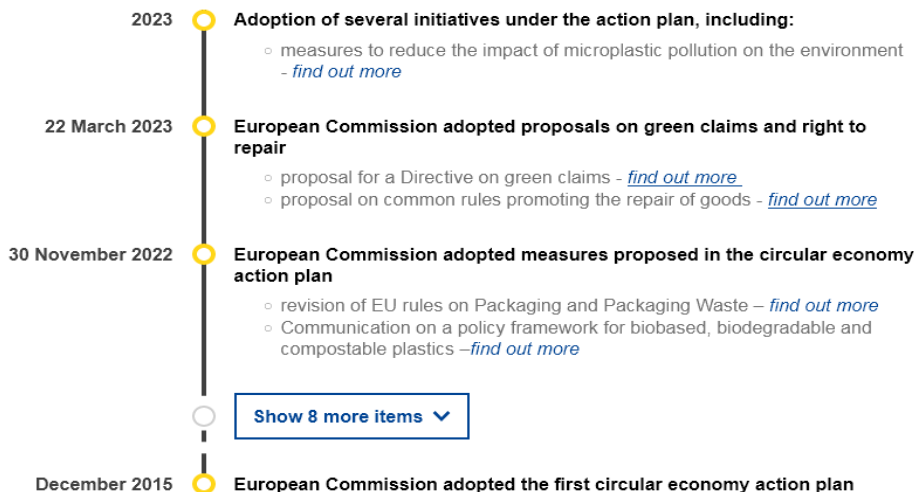 2023
Adoption of several initiatives under the action plan, including:
measures to reduce the impact of microplastic pollution on the environment
- find out more
22 March 2023
European Commission adopted proposals on green claims and right to
repair
proposal for a Directive on green claims - find out more
proposal on common rules promoting the repair of goods - find out more
30 November 2022
European Commission adopted measures proposed in the circular economy
action plan
revision of EU rules on Packaging and Packaging Waste – find out more
Communication on a policy framework for biobased, biodegradable and
compostable plastics –find out more
Show 8 more items
December 2015
European Commission adopted the first circular economy action plan